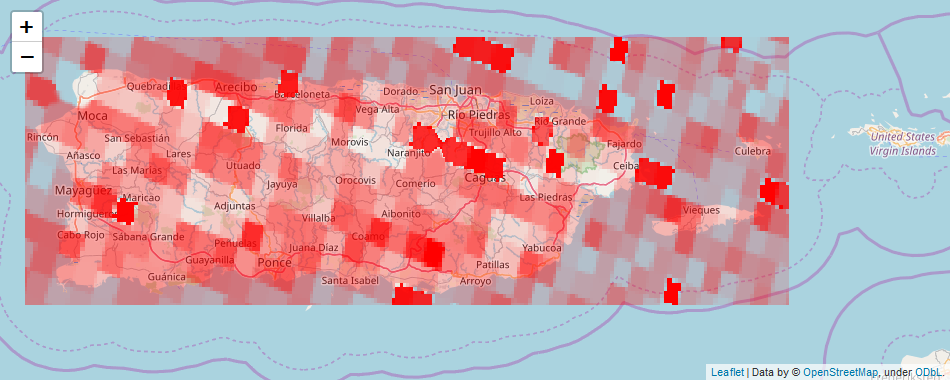 +
−
San Juan
Dorado
Quebrad
Arecibo
Barceloneta
Loíza
Vega Alta
Río Piedras
Río Grande
Moca
Florida
Trujillo Alto
Rincón
San Sebastián
Morovis
Fajardo
Culebra
United States
Virgin Islands
Añasco
Lares
Naranjito
Utuado
Ceiba
Las Marías
Caguas
Jayuya
Orocovis
Comerío
Mayagüez
Maricao
Las Piedras
Adjuntas
Hormigueros
Villalba
Aibonito
Vieques
Cabo Rojo
Sábana Grande
Peñuelas
Coamo
Juana Díaz
Yabucoa
Guayanilla
Ponce
Patillas
Guánica
Santa Isabel
Arroyo
Leaflet | Data by © OpenStreetMap, under ODbL.